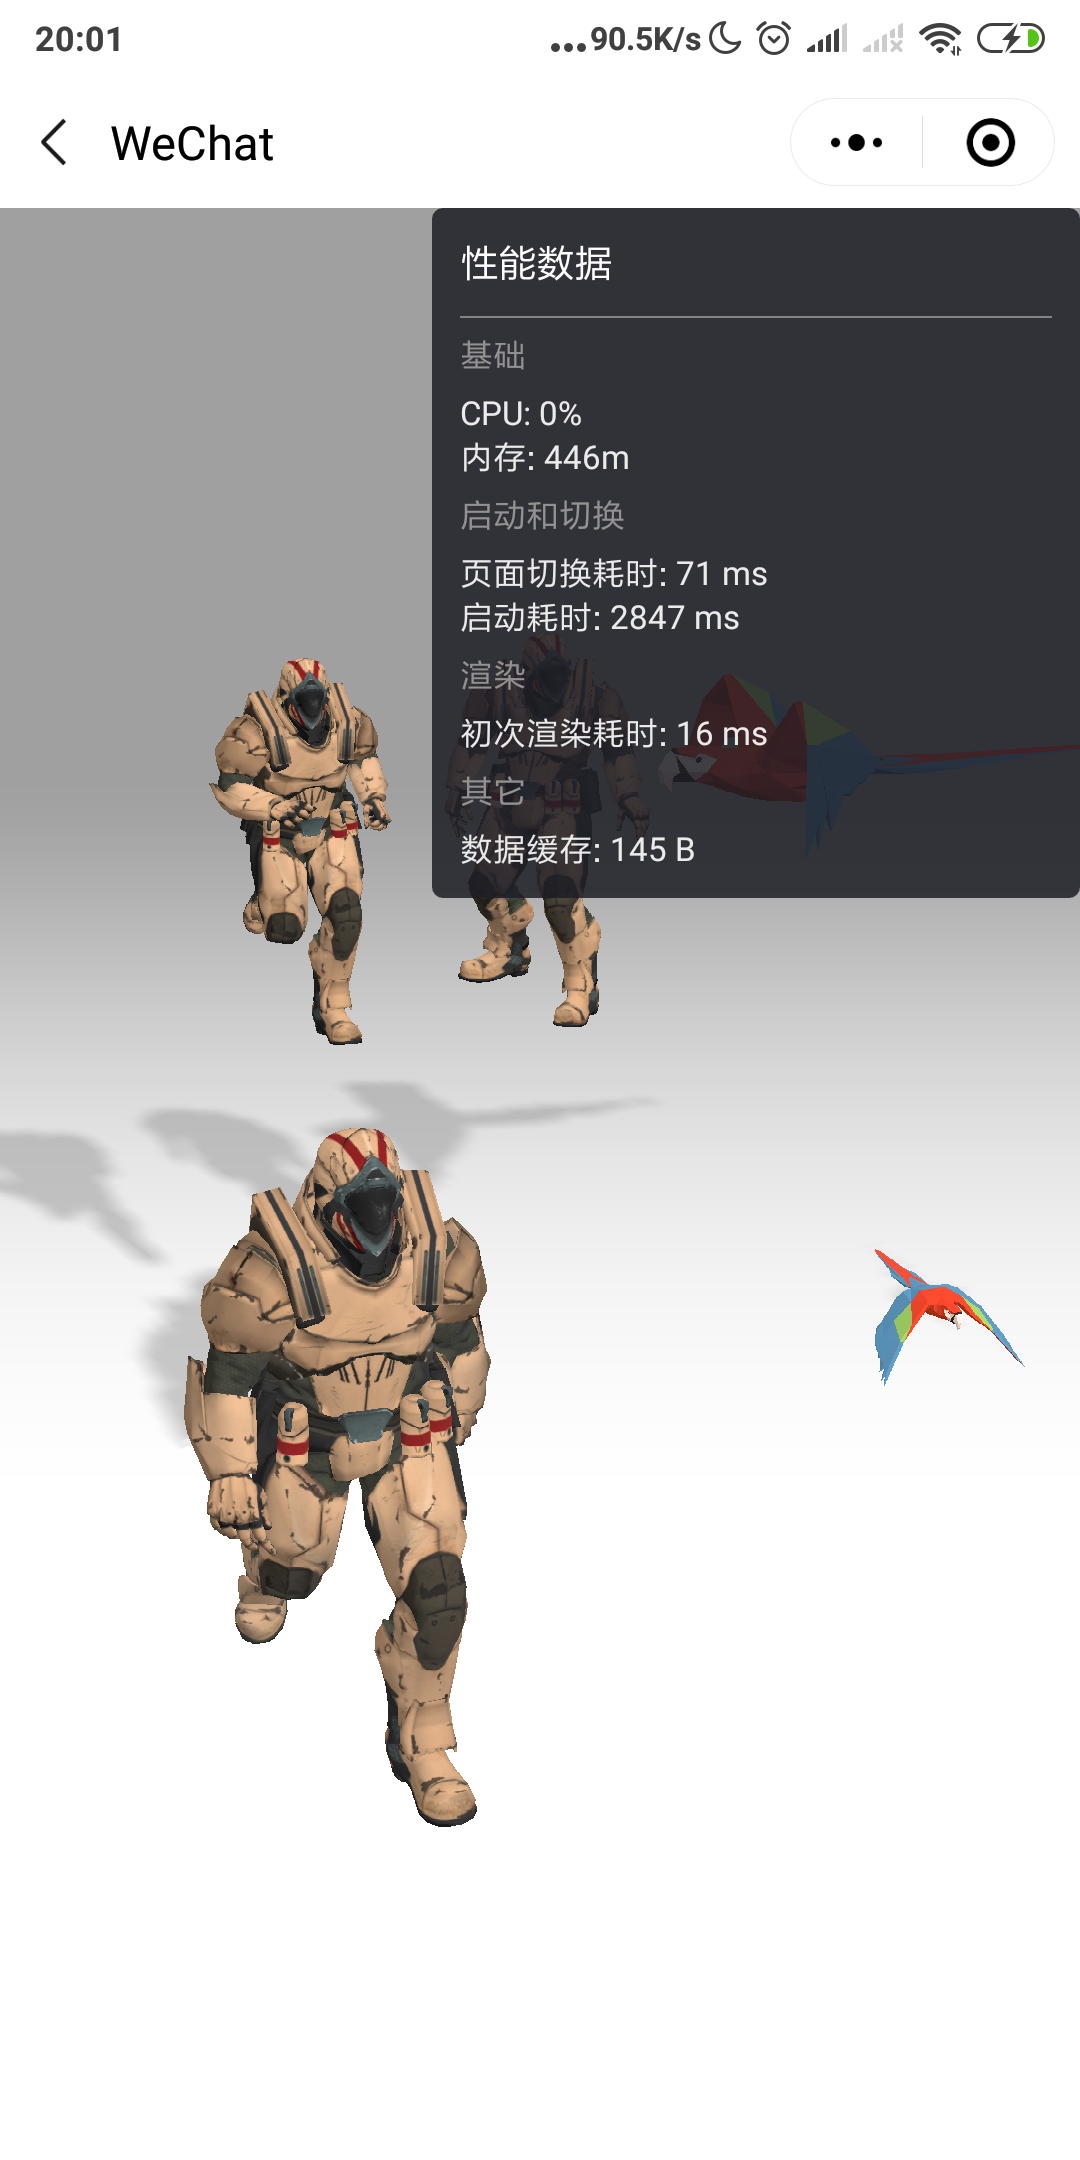 20:01
...90.5K/s
WeChat
性能数据
基础
CPU: 0%
内存: 446m
启动和切换
页面切换耗时: 71 ms
启动耗时: 2847 ms
渲染
初次渲染耗时: 16 ms
其它
数据缓存: 145 B